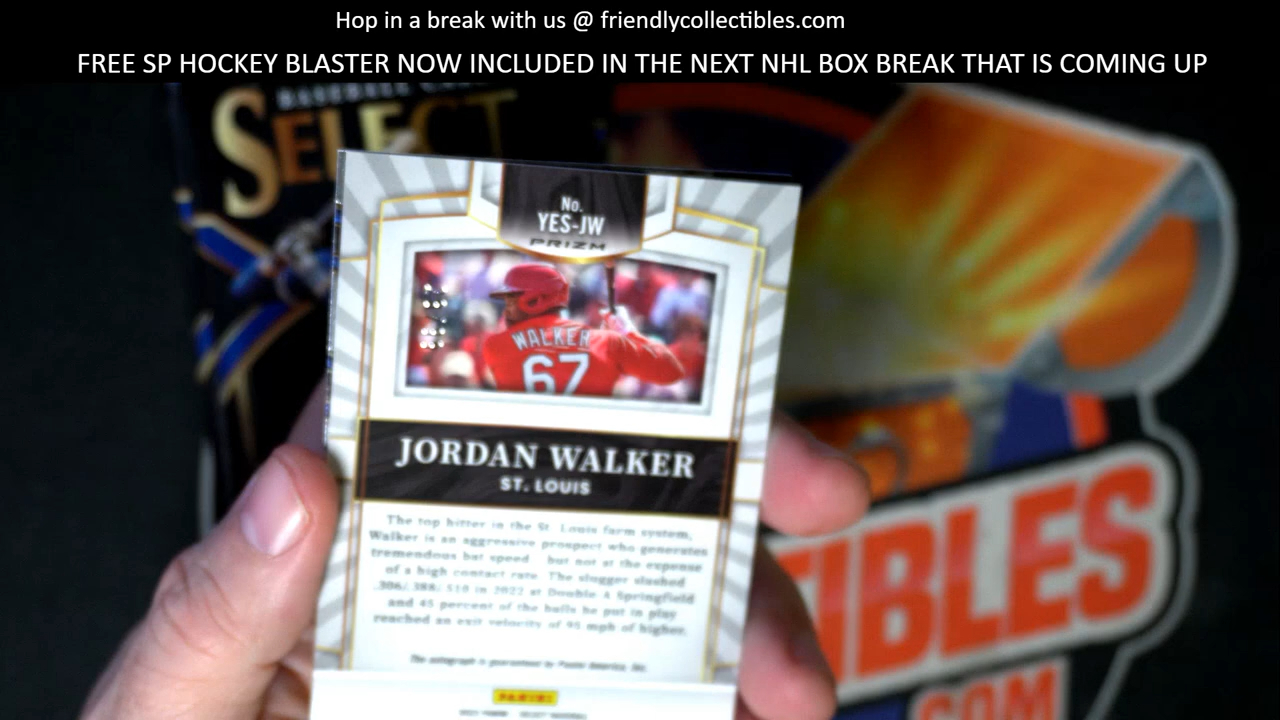 Hop in a break with us @ friendlycollectibles.com
FREE SP HOCKEY BLASTER NOW INCLUDED IN THE NEXT NHL BOX BREAK THAT IS COMING UP
BASEBALL
SELECT
No.
YES-JW
PRIZM
WALKER
67
JORDAN WALKER
ST. LOUIS
The top hitter in the St. Louis farm system,
Walker is an aggressive prospect who generates
tremendous bat speed but not at the expense
of a high contact rate. The slugger slashed
.306/.388/.510 in 2022 at Double-A Springfield
and 45 percent of the balls he put in play
reached an exit velocity of 95 mph of higher.
The autograph is guaranteed by Panini America, Inc.
PANINI
TIBLES
.COM